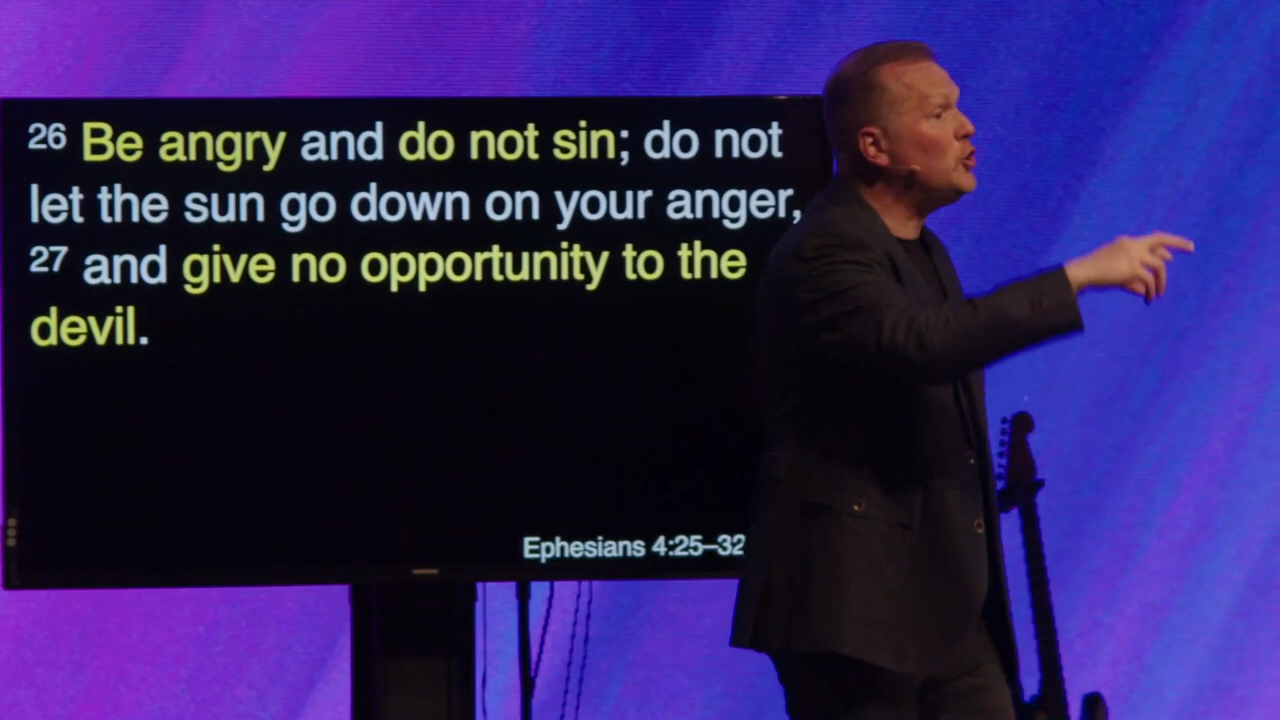 26 Be angry and do not sin; do not
let the sun go down on your anger,
27 and give no opportunity to the
devil.
Ephesians 4:25–32